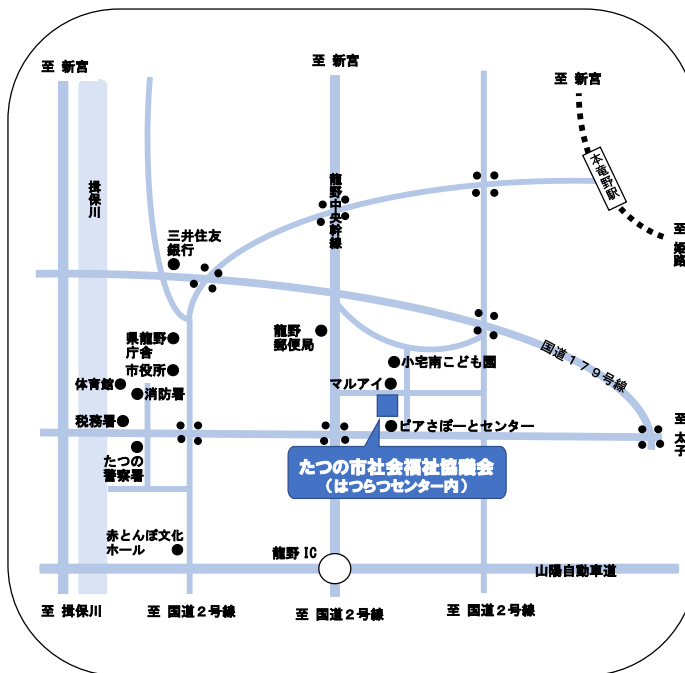 至 新宮
至 新宮
至 新宮
本竜野駅
揖保川
龍野中央幹線
至 姫路
三井住友
銀行
県龍野
庁舎
龍野
郵便局
小宅南こども園
国道179号線
市役所
体育館
消防署
マルアイ
税務署
ピアさぽーとセンター
至 太子
たつの
警察署
たつの市社会福祉協議会
（はつらつセンター内）
赤とんぼ文化
ホール
龍野 IC
山陽自動車道
至 揖保川
至 国道２号線
至 国道２号線
至 国道２号線